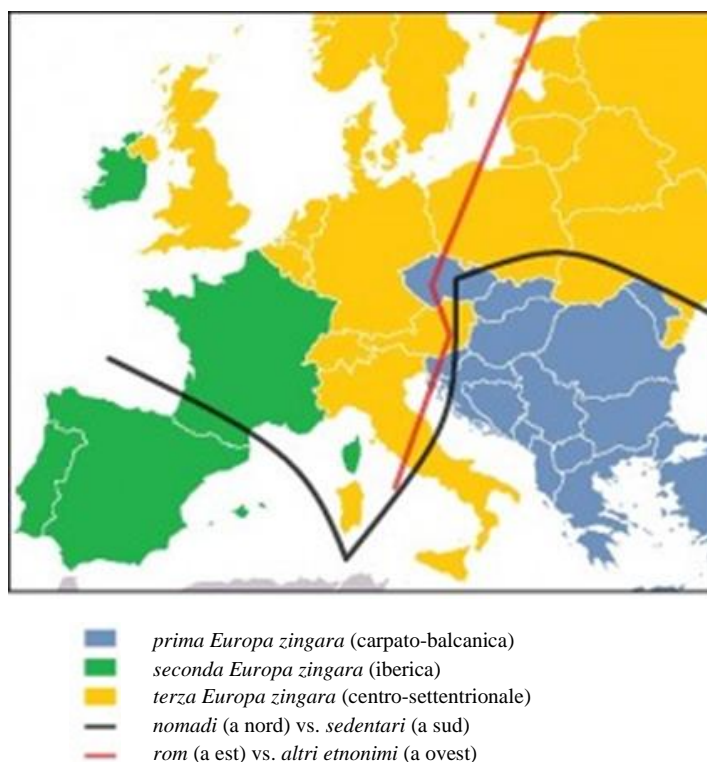 prima Europa zingara (carpato-balcanica)
seconda Europa zingara (iberica)
terza Europa zingara (centro-settentrionale)
nomadi (a nord) vs. sedentari (a sud)
rom (a est) vs. altri etnonimi (a ovest)